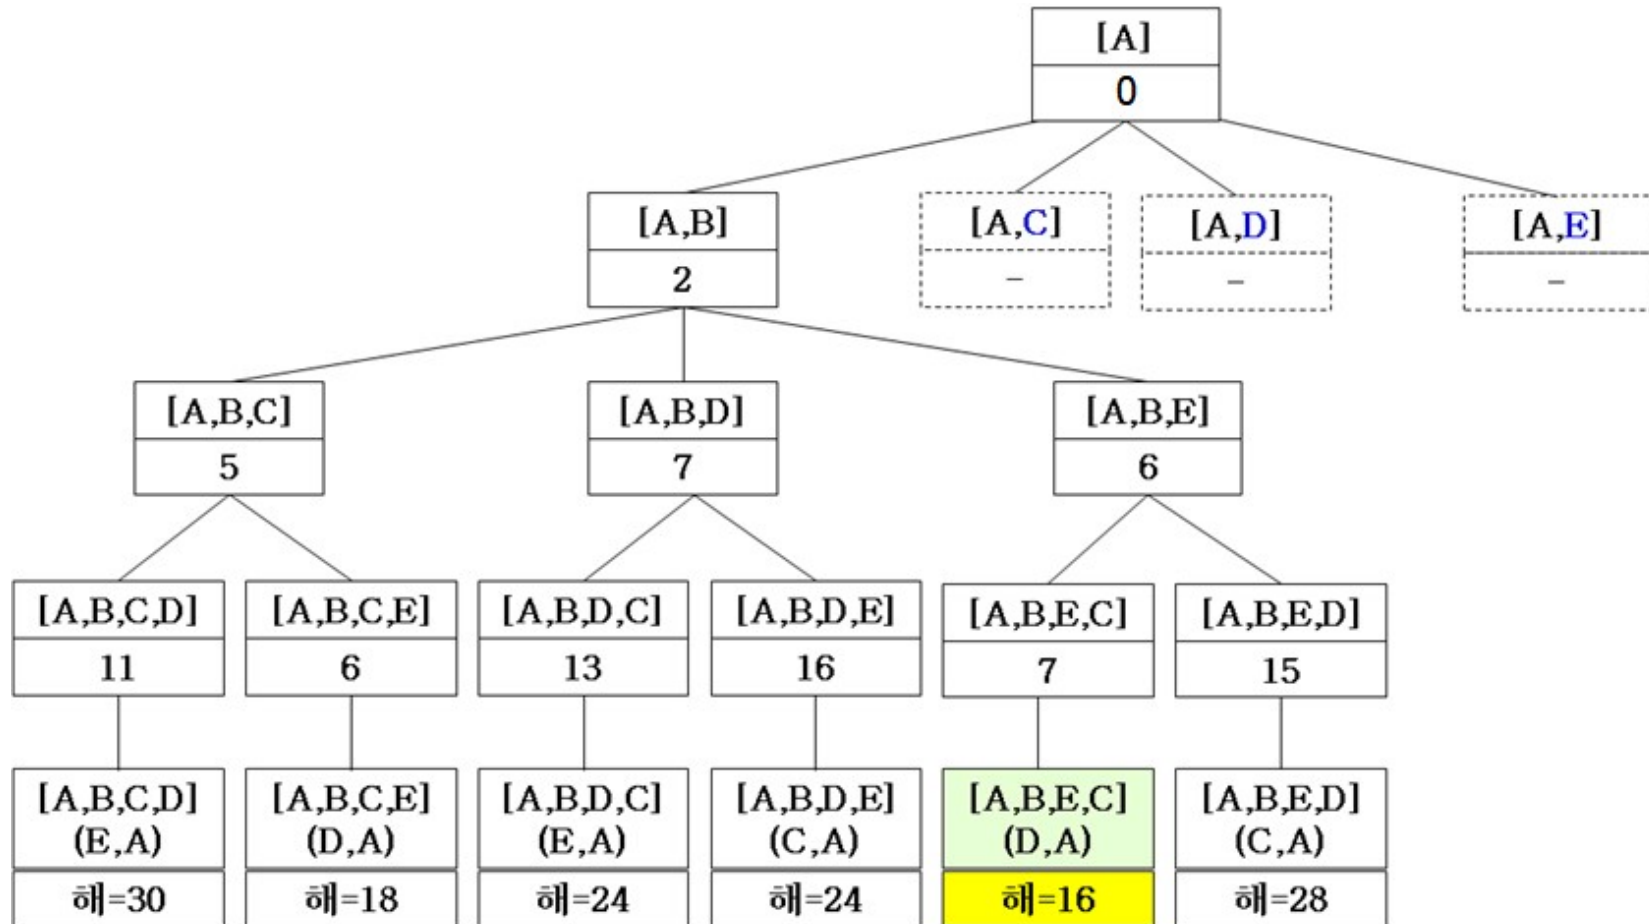 [A]
0
[A,B]
2
[A,C]
–
[A,D]
–
[A,E]
–
[A,B,C]
5
[A,B,D]
7
[A,B,E]
6
[A,B,C,D]
11
[A,B,C,E]
6
[A,B,D,C]
13
[A,B,D,E]
16
[A,B,E,C]
7
[A,B,E,D]
15
[A,B,C,D]
(E,A)
해=30
[A,B,C,E]
(D,A)
해=18
[A,B,D,C]
(E,A)
해=24
[A,B,D,E]
(C,A)
해=24
[A,B,E,C]
(D,A)
해=16
[A,B,E,D]
(C,A)
해=28